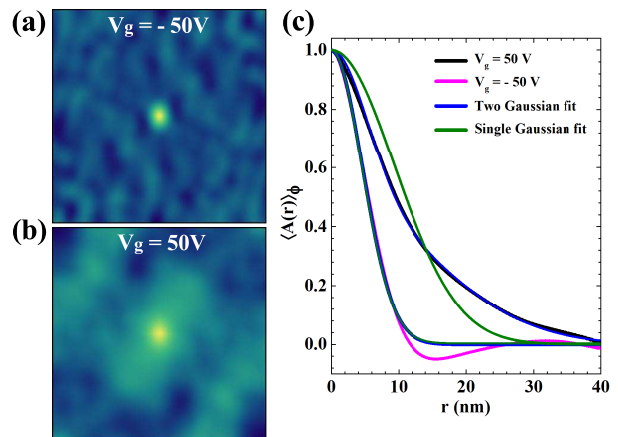 (a)
Vg = - 50V
(b)
Vg = 50V
(c)
Vg = 50 V
Vg = - 50 V
Two Gaussian fit
Single Gaussian fit
⟨A(r)⟩ϕ
1.0
0.8
0.6
0.4
0.2
0.0
0 10 20 30 40
r (nm)